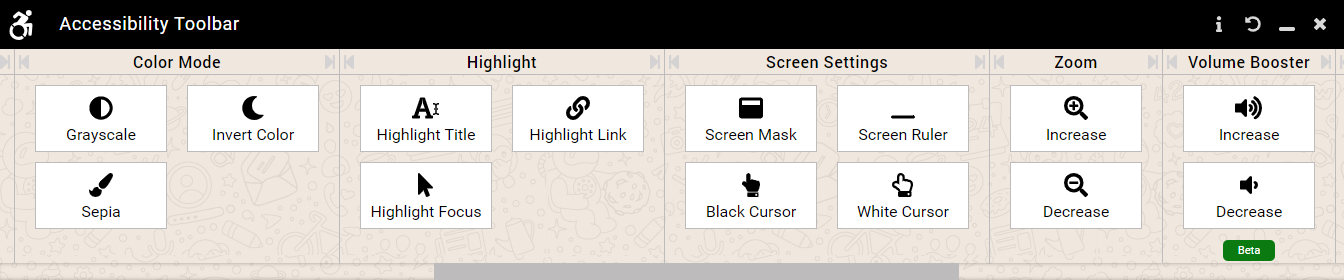 Accessibility Toolbar
Color Mode
Highlight
Screen Settings
Zoom
Volume Booster
Grayscale
Invert Color
Highlight Title
Highlight Link
Screen Mask
Screen Ruler
Increase
Increase
Sepia
Highlight Focus
Black Cursor
White Cursor
Decrease
Decrease
Beta